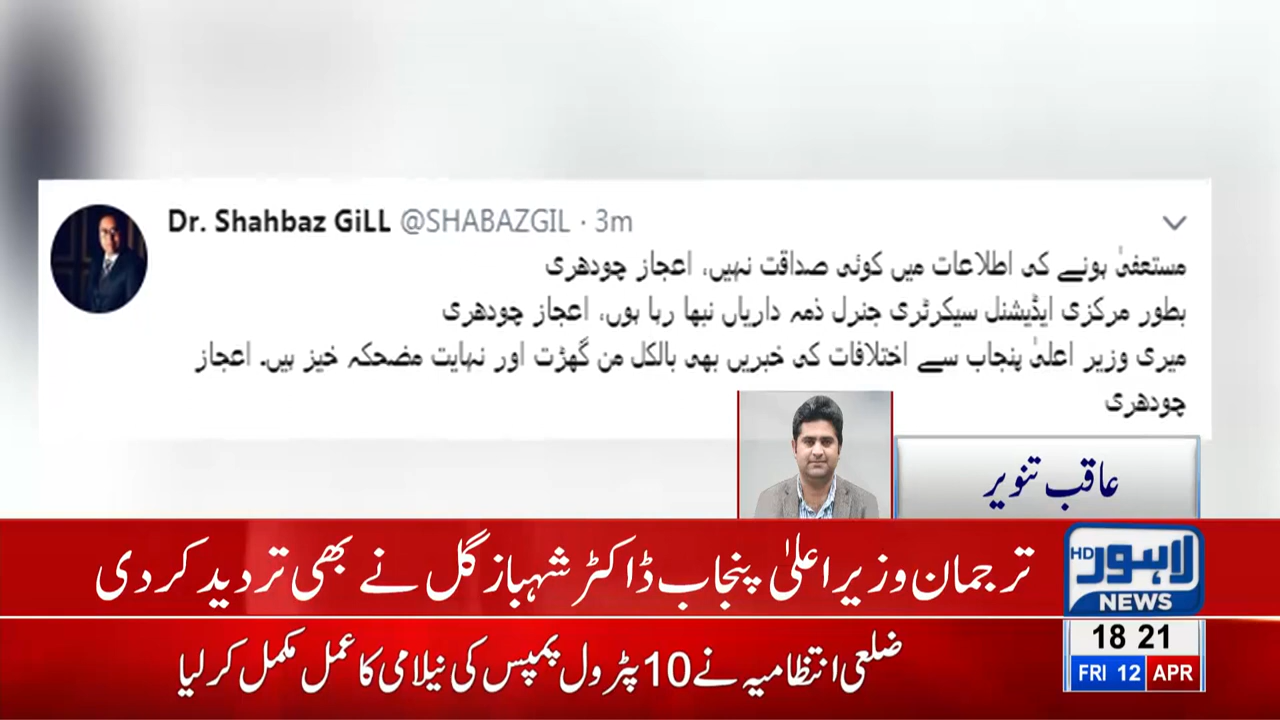 Dr. Shahbaz GiLL @SHABAZGIL · 3m
مستعفیٰ ہونے کی اطلاعات میں کوئی صداقت نہیں، اعجاز چودھری
بطور مرکزی ایڈیشنل سیکرٹری جنرل ذمہ داریاں نبھا رہا ہوں، اعجاز چودھری
میری وزیر اعلیٰ پنجاب سے اختلافات کی خبریں بھی بالکل من گھڑت اور نہایت مضحکہ خیز ہیں۔ اعجاز
چودھری
عاقب تنویر
ترجمان وزیراعلیٰ پنجاب ڈاکٹر شہباز گل نے بھی تردید کر دی
لاہور
HD
NEWS
ضلعی انتظامیہ نے 10 پٹرول پمپس کی نیلامی کا عمل مکمل کر لیا
18 21
FRI 12 APR